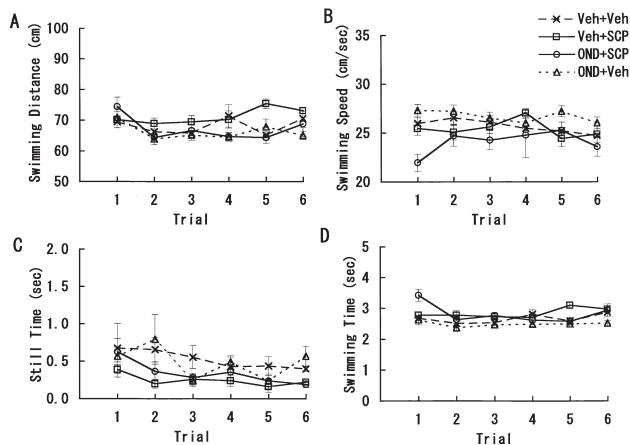 A
Swimming Distance (cm)
100
90
80
70
60
50
1 2 3 4 5 6
Trial
B
Swimming Speed (cm/sec)
35
30
25
20
1 2 3 4 5 6
Trial
Veh+Veh
Veh+SCP
OND+SCP
OND+Veh
C
Still Time (sec)
2.0
1.5
1.0
0.5
0.0
1 2 3 4 5 6
Trial
D
Swimming Time (sec)
5
4
3
2
1
0
1 2 3 4 5 6
Trial